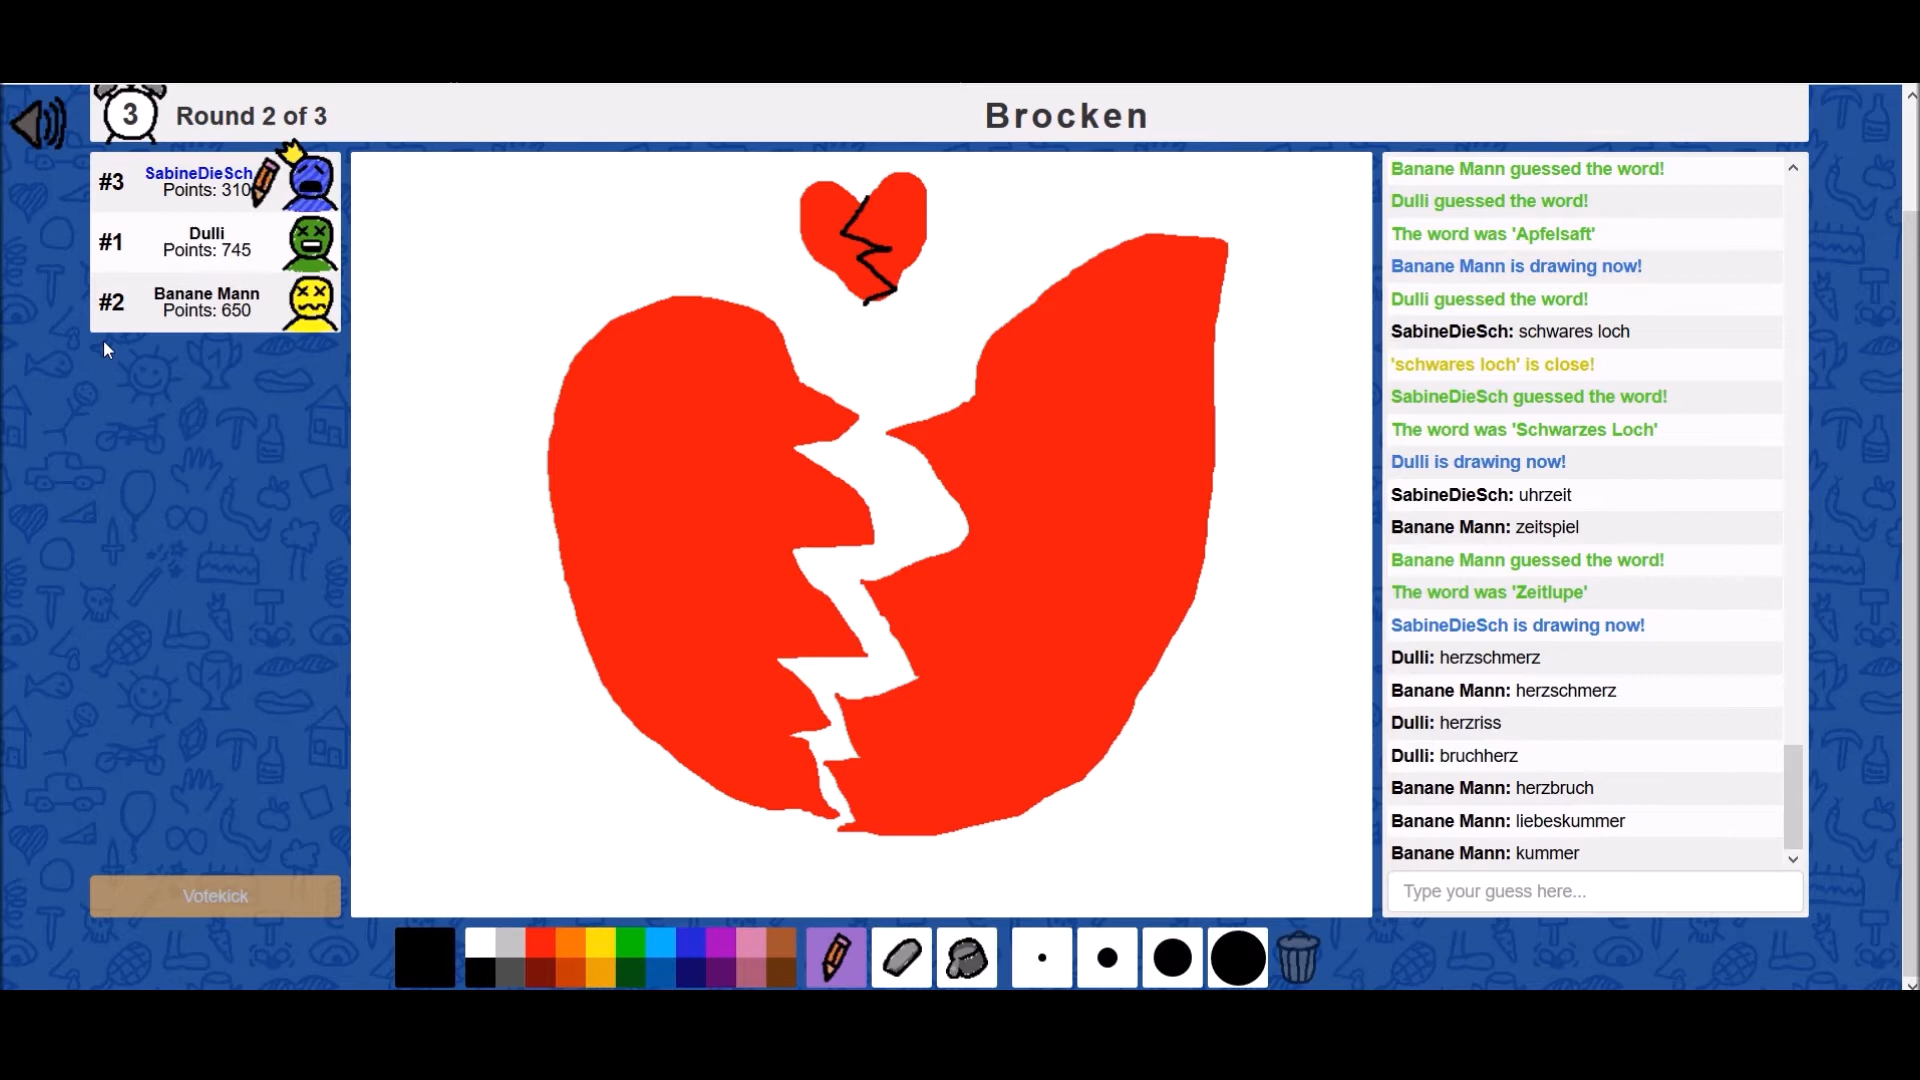 3
Round 2 of 3
Brocken
#3
SabineDieSch
Points: 310
#1
Dulli
Points: 745
#2
Banane Mann
Points: 650
Votekick
Banane Mann guessed the word!
Dulli guessed the word!
The word was 'Apfelsaft'
Banane Mann is drawing now!
Dulli guessed the word!
SabineDieSch: schwares loch
'schwares loch' is close!
SabineDieSch guessed the word!
The word was 'Schwarzes Loch'
Dulli is drawing now!
SabineDieSch: uhrzeit
Banane Mann: zeitspiel
Banane Mann guessed the word!
The word was 'Zeitlupe'
SabineDieSch is drawing now!
Dulli: herzschmerz
Banane Mann: herzschmerz
Dulli: herzriss
Dulli: bruchherz
Banane Mann: herzbruch
Banane Mann: liebeskummer
Banane Mann: kummer
Type your guess here...